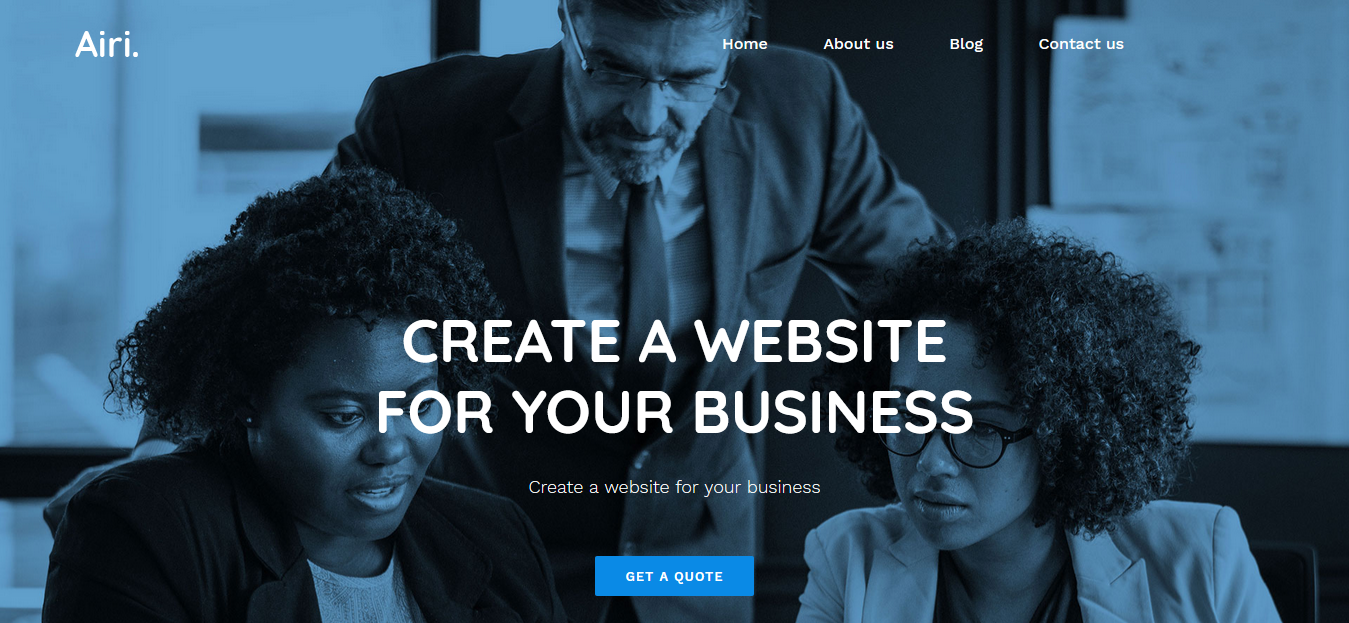 Airi.
Home About us Blog Contact us
CREATE A WEBSITE
FOR YOUR BUSINESS
Create a website for your business
GET A QUOTE